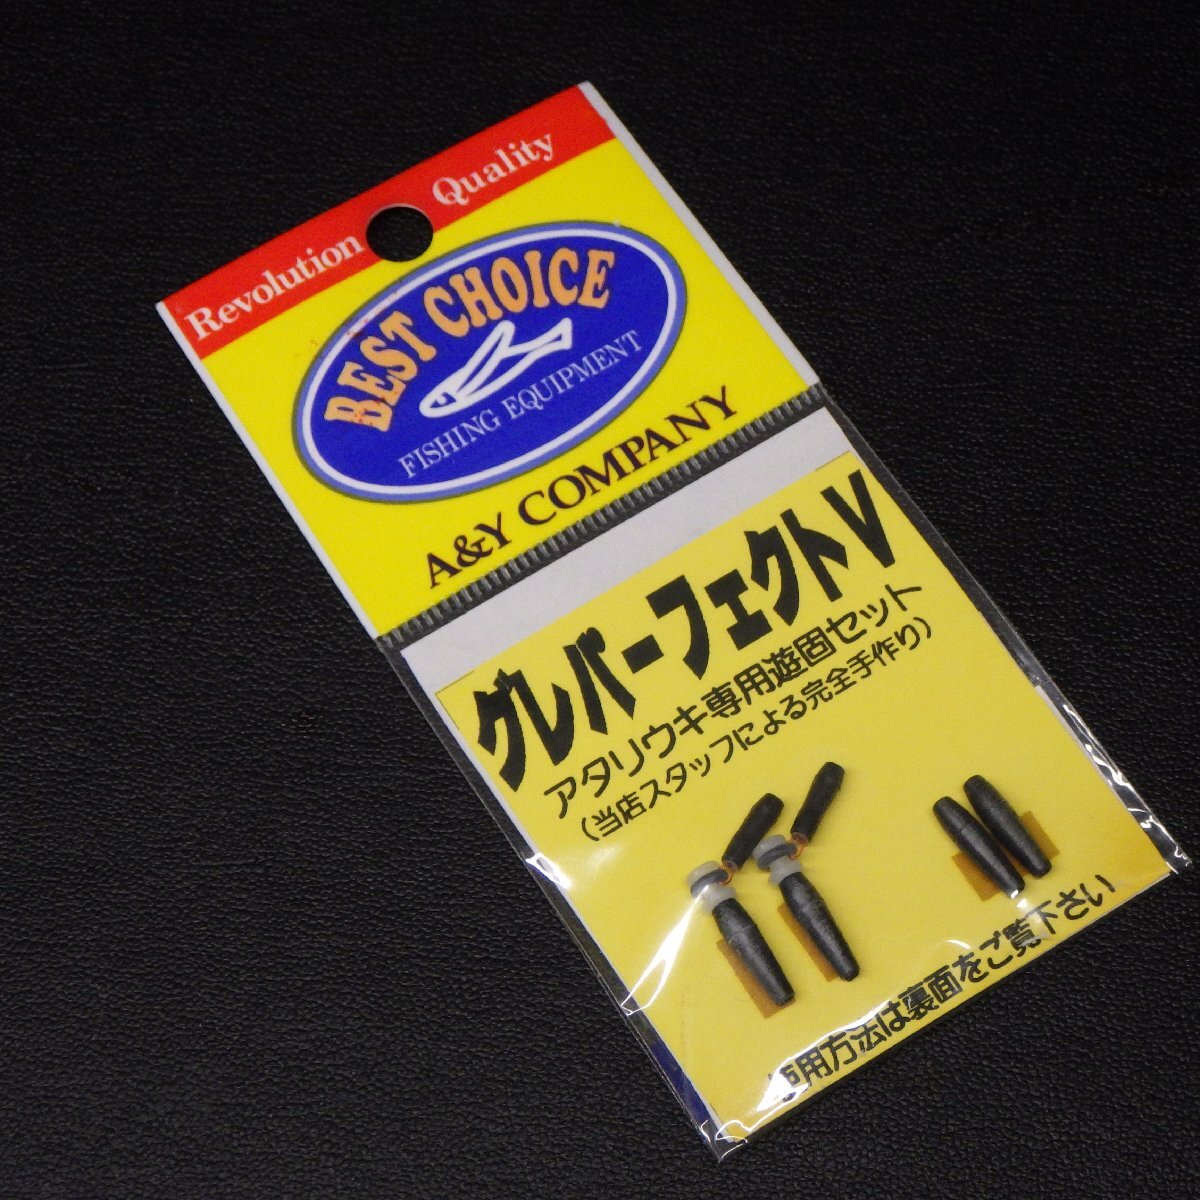 Revolution Quality
BEST CHOICE
FISHING EQUIPMENT
A&Y COMPANY
グレパーフェクトV
アタリウキ専用遊固セット
(当店スタッフによる完全手作り)
使用方法は裏面をご覧下さい